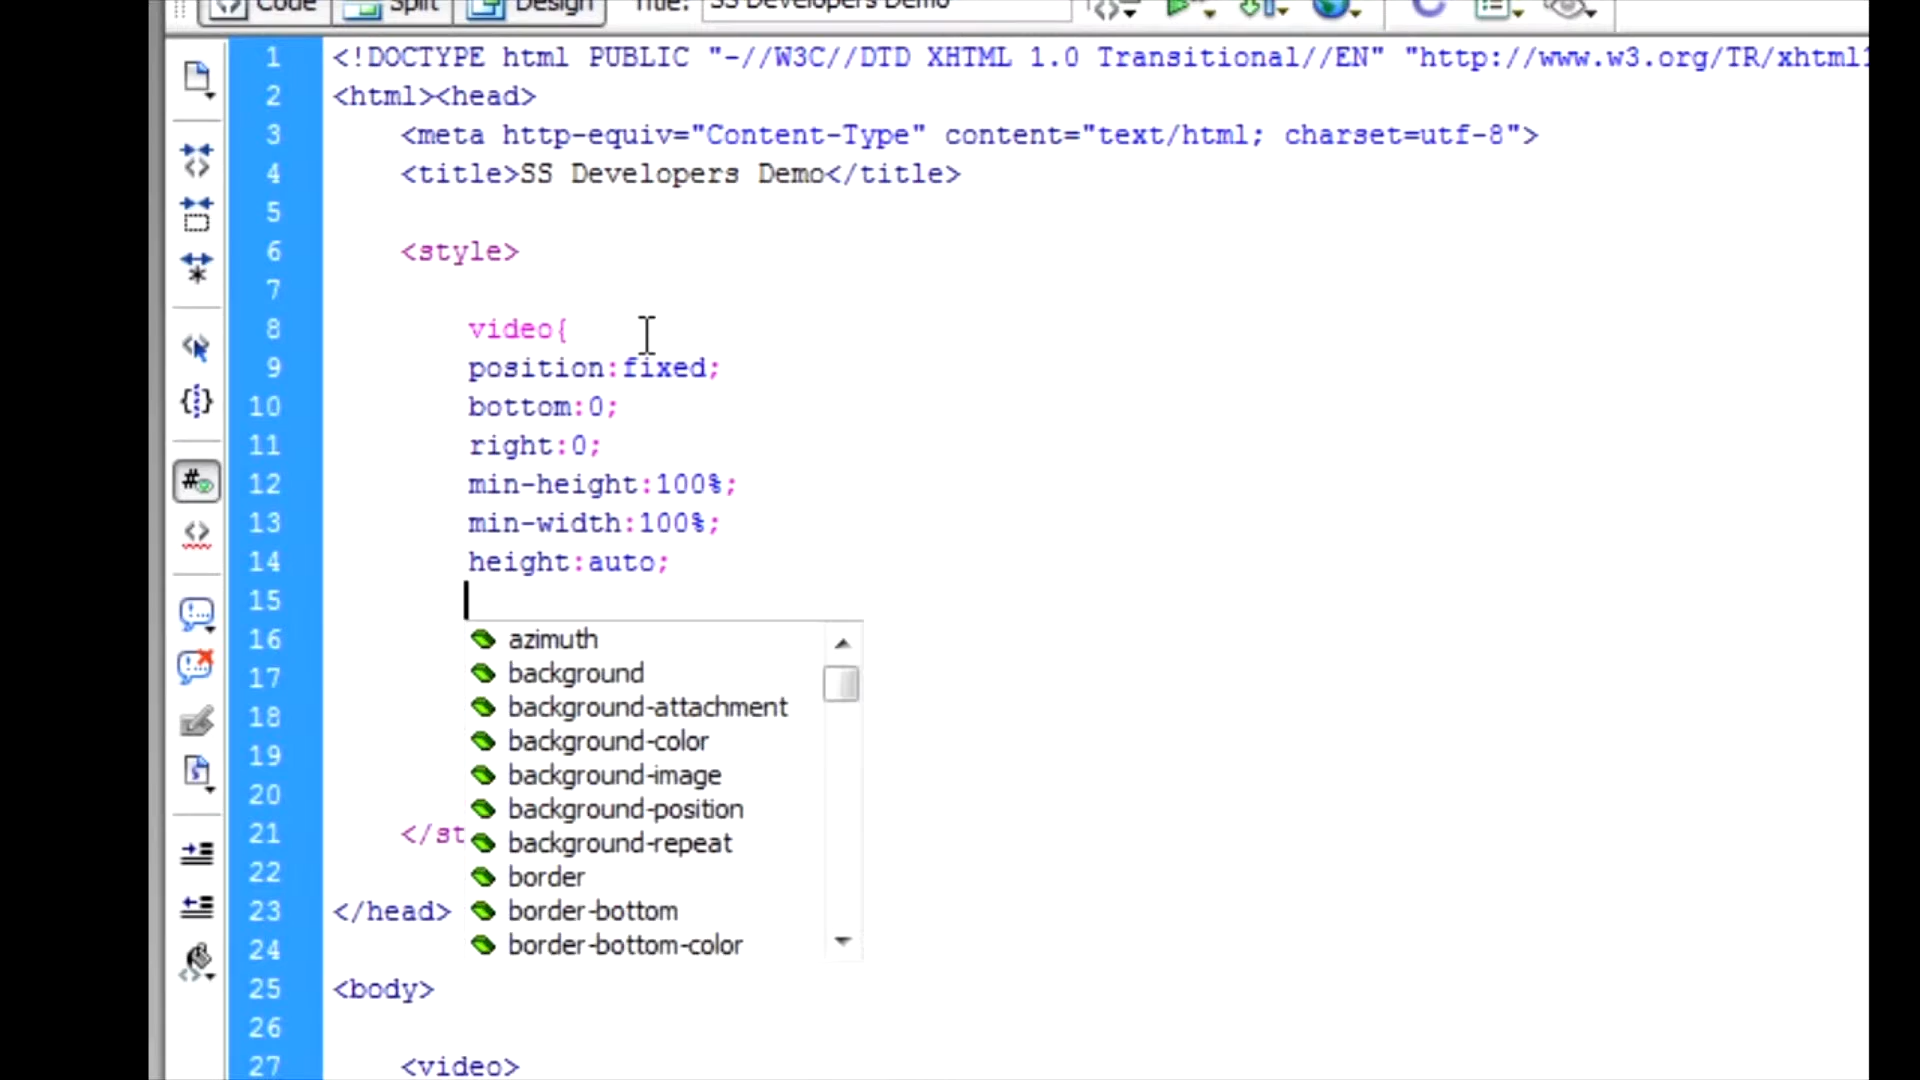 Code Split Design Title: SS Developers Demo
1 <!DOCTYPE html PUBLIC "-//W3C//DTD XHTML 1.0 Transitional//EN" "http://www.w3.org/TR/xhtml1
2 <html><head>
3 <meta http-equiv="Content-Type" content="text/html; charset=utf-8">
4 <title>SS Developers Demo</title>
5
6 <style>
7
8 video{
9 position:fixed;
10 bottom:0;
11 right:0;
12 min-height:100%;
13 min-width:100%;
14 height:auto;
15
16 azimuth
17 background
background-attachment
18 background-color
19 background-image
20 background-position
21 </st background-repeat
22 border
23 </head> border-bottom
24 border-bottom-color
25 <body>
26
27 <video>